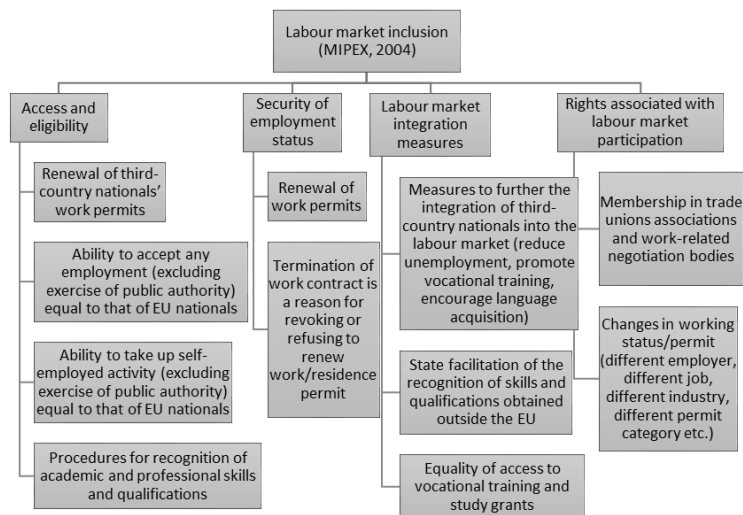 Labour market inclusion
(MIPEX, 2004)
Access and
eligibility
Renewal of third-
country nationals'
work permits
Ability to accept any
employment (excluding
exercise of public authority)
equal to that of EU nationals
Ability to take up self-
employed activity (excluding
exercise of public authority)
equal to that of EU nationals
Procedures for recognition of
academic and professional skills
and qualifications
Security of
employment
status
Renewal of
work permits
Termination of
work contract is
a reason for
revoking or
refusing to
renew
work/residence
permit
Labour market
integration
measures
Measures to further the
integration of third-
country nationals into the
labour market (reduce
unemployment, promote
vocational training,
encourage language
acquisition)
State facilitation of the
recognition of skills and
qualifications obtained
outside the EU
Equality of access to
vocational training and
study grants
Rights associated with
labour market
participation
Membership in trade
unions associations
and work-related
negotiation bodies
Changes in working
status/permit
(different employer,
different job,
different industry,
different permit
category etc.)